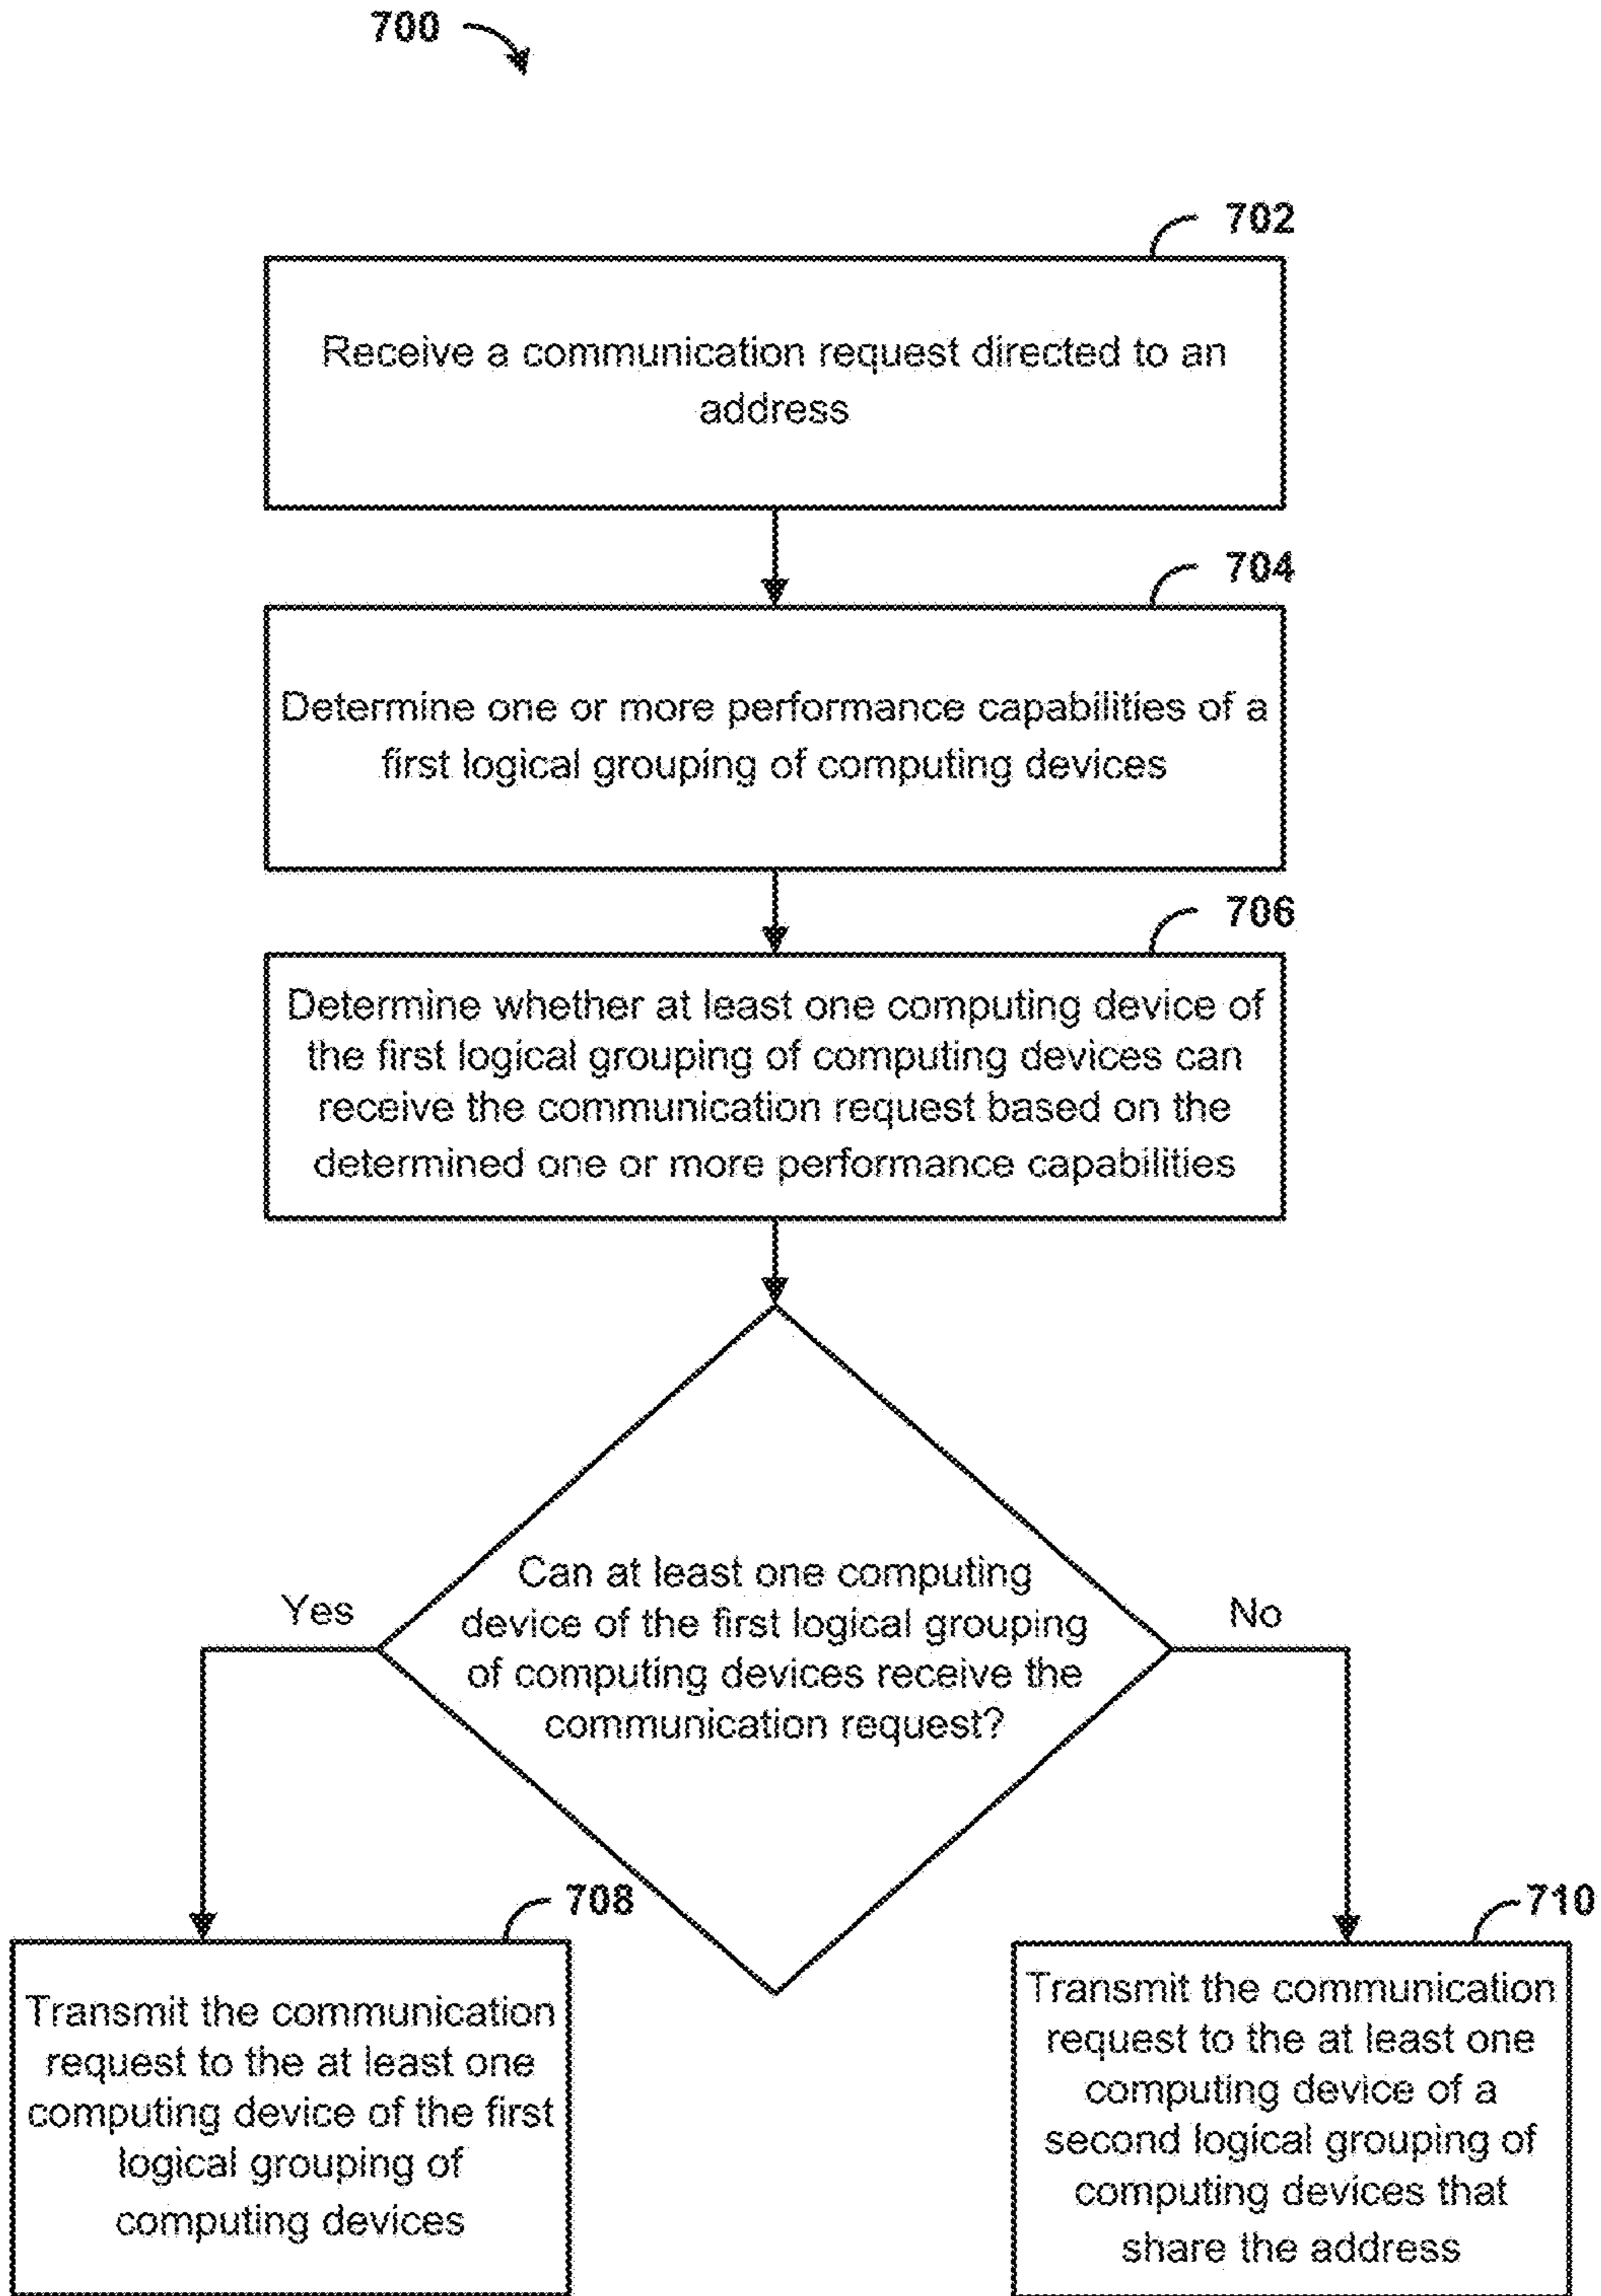 700
702
Receive a communication request directed to an
address
704
Determine one or more performance capabilities of a
first logical grouping of computing devices
706
Determine whether at least one computing device of
the first logical grouping of computing devices can
receive the communication request based on the
determined one or more performance capabilities
Can at least one computing
device of the first logical grouping
of computing devices receive the
communication request?
Yes
No
708
Transmit the communication
request to the at least one
computing device of the first
logical grouping of
computing devices
710
Transmit the communication
request to the at least one
computing device of a
second logical grouping of
computing devices that
share the address